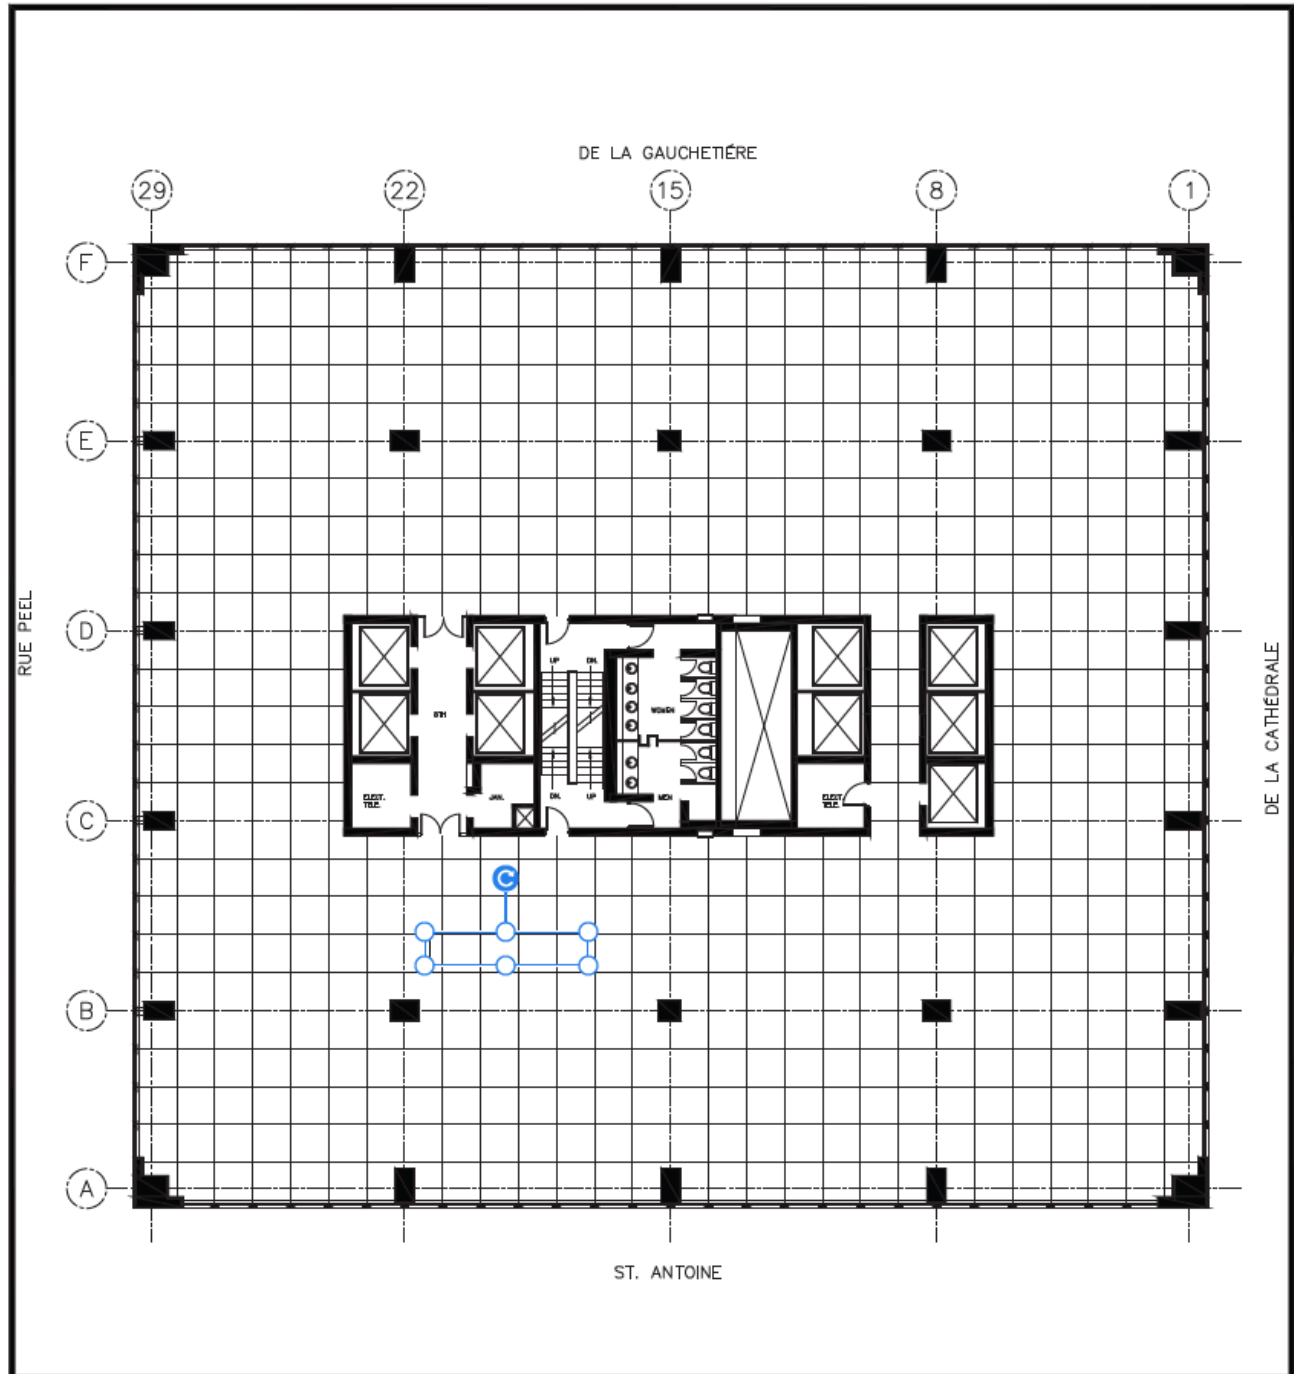 DE LA GAUCHETIÉRE
29 22 15 8 1
F
E
D
C
B
A
RUE PEEL
DE LA CATHÉDRALE
UP DN.
WOMEN
ELECT.
TELE.
JAN.
DN. UP
MEN
ELECT.
TELE.
ST. ANTOINE